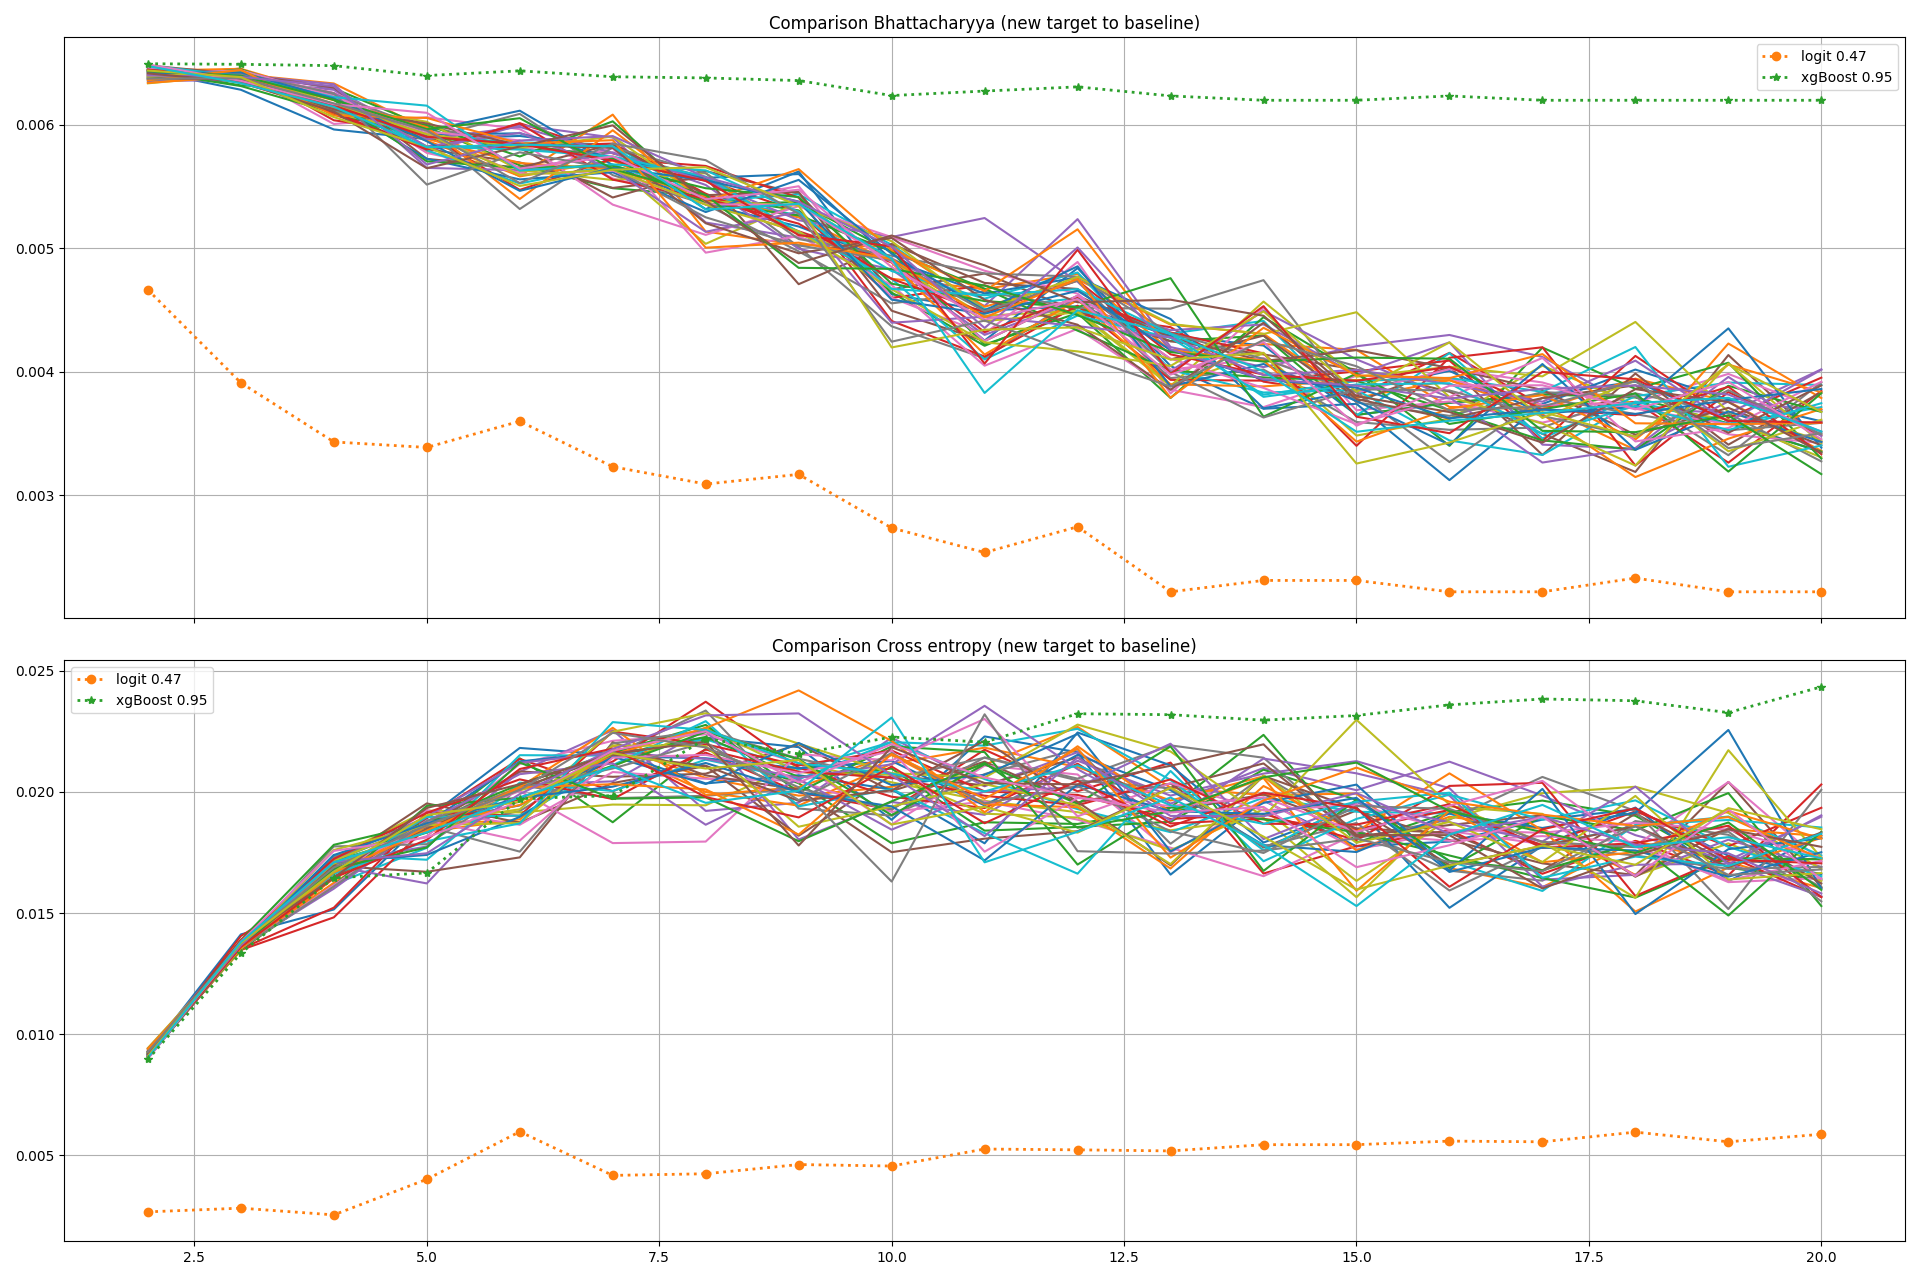 Comparison Bhattacharyya (new target to baseline)
logit 0.47
xgBoost 0.95
0.006
0.005
0.004
0.003
Comparison Cross entropy (new target to baseline)
logit 0.47
xgBoost 0.95
0.025
0.020
0.015
0.010
0.005
2.5 5.0 7.5 10.0 12.5 15.0 17.5 20.0